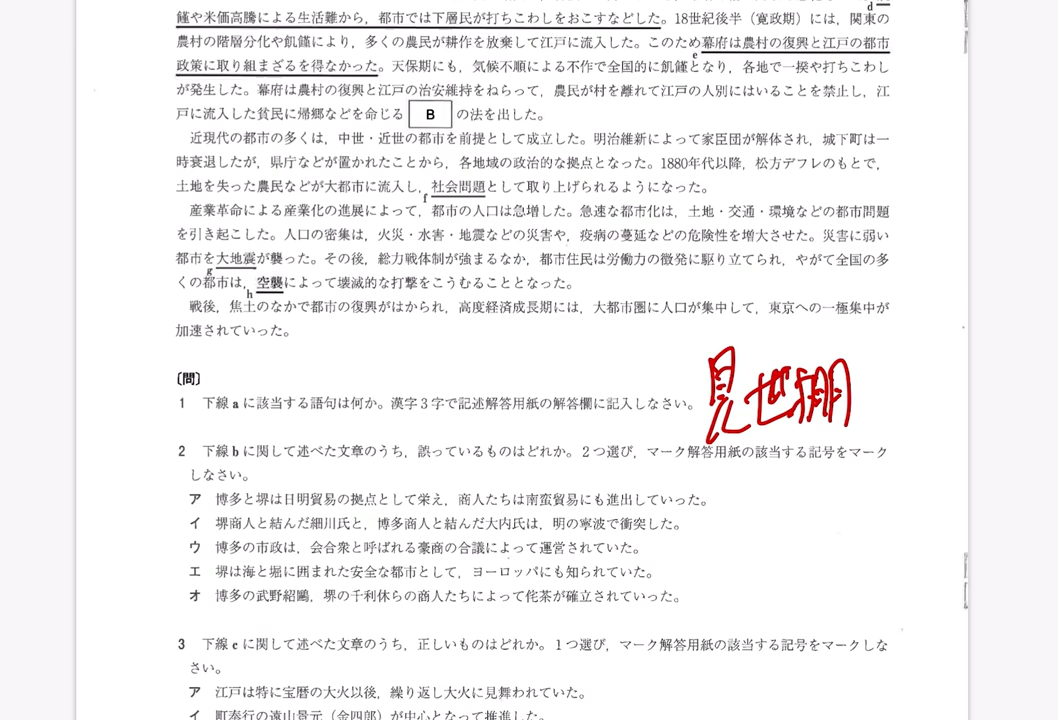 d
饉や米価高騰による生活難から，都市では下層民が打ちこわしをおこすなどした。18世紀後半（寛政期）には，関東の
農村の階層分化や飢饉により，多くの農民が耕作を放棄して江戸に流入した。このため幕府は農村の復興と江戸の都市
e
政策に取り組まざるを得なかった。天保期にも，気候不順による不作で全国的に飢饉となり，各地で一揆や打ちこわし
が発生した。幕府は農村の復興と江戸の治安維持をねらって，農民が村を離れて江戸の人別にはいることを禁止し，江
戸に流入した貧民に帰郷などを命じる B の法を出した。
近現代の都市の多くは，中世・近世の都市を前提として成立した。明治維新によって家臣団が解体され，城下町は一
時衰退したが，県庁などが置かれたことから，各地域の政治的な拠点となった。1880年代以降，松方デフレのもとで，
土地を失った農民などが大都市に流入し，社会問題として取り上げられるようになった。
f
産業革命による産業化の進展によって，都市の人口は急増した。急速な都市化は，土地・交通・環境などの都市問題
を引き起こした。人口の密集は，火災・水害・地震などの災害や，疫病の蔓延などの危険性を増大させた。災害に弱い
都市を大地震が襲った。その後，総力戦体制が強まるなか，都市住民は労働力の徴発に駆り立てられ，やがて全国の多
g
くの都市は，空襲によって壊滅的な打撃をこうむることとなった。
h
戦後，焦土のなかで都市の復興がはかられ，高度経済成長期には，大都市圏に人口が集中して，東京への一極集中が
加速されていった。
〔問〕
見世棚
1 下線aに該当する語句は何か。漢字3字で記述解答用紙の解答欄に記入しなさい。
2 下線bに関して述べた文章のうち，誤っているものはどれか。2つ選び，マーク解答用紙の該当する記号をマーク
しなさい。
ア 博多と堺は日明貿易の拠点として栄え，商人たちは南蛮貿易にも進出していった。
イ 堺商人と結んだ細川氏と，博多商人と結んだ大内氏は，明の寧波で衝突した。
ウ 博多の市政は，会合衆と呼ばれる豪商の合議によって運営されていた。
エ 堺は海と堀に囲まれた安全な都市として，ヨーロッパにも知られていた。
オ 博多の武野紹鷗，堺の千利休らの商人たちによって侘茶が確立されていった。
3 下線cに関して述べた文章のうち，正しいものはどれか。1つ選び，マーク解答用紙の該当する記号をマークしな
さい。
ア 江戸は特に宝暦の大火以後，繰り返し大火に見舞われていた。
イ 町奉行の遠山景元（金四郎）が中心となって推進した。